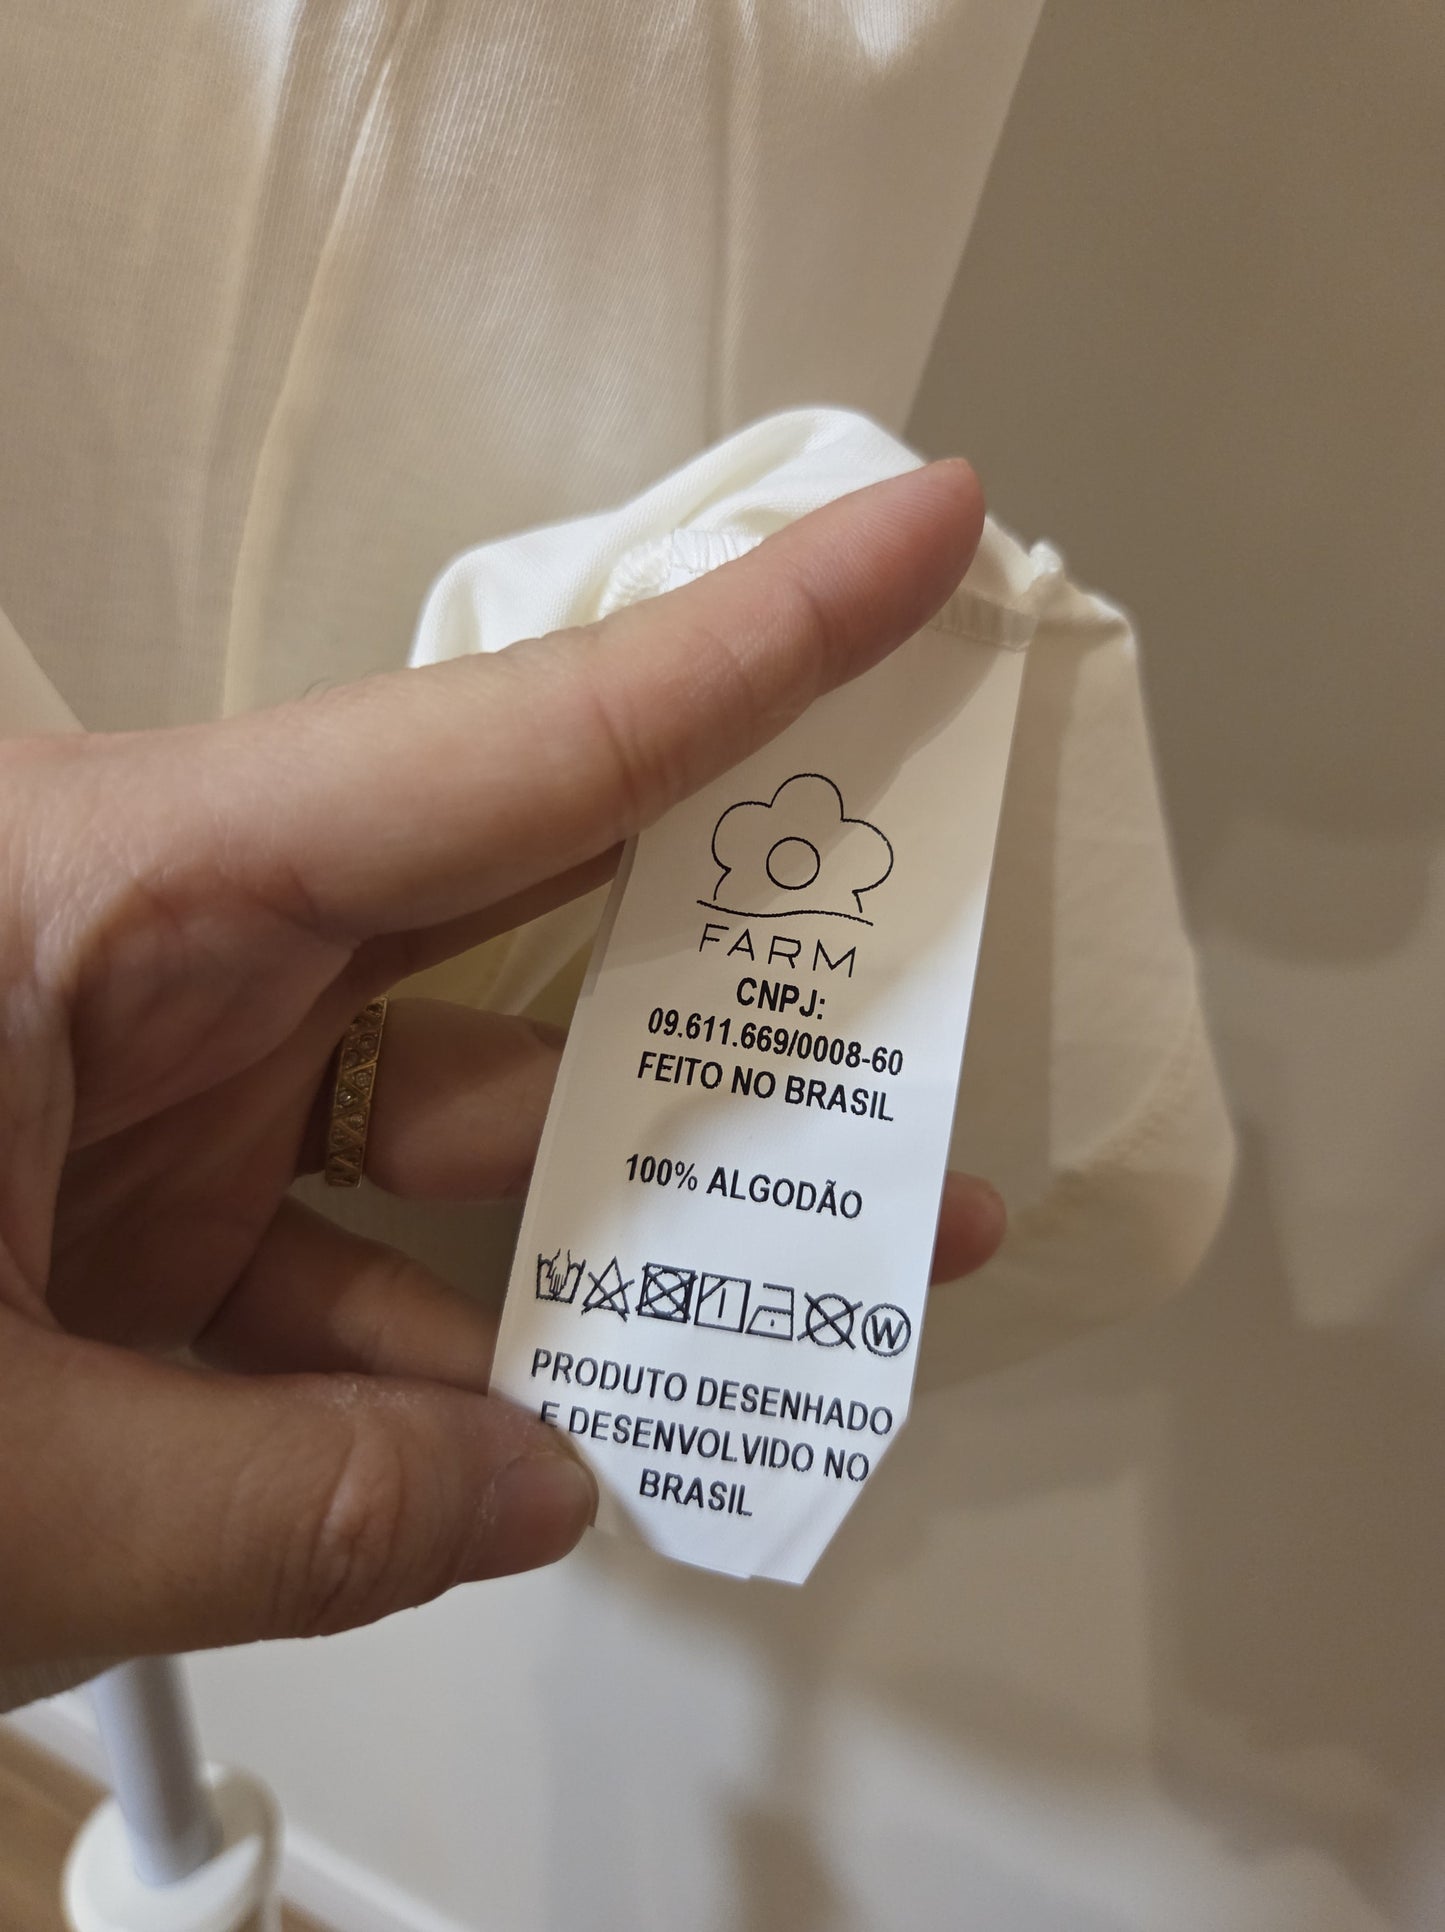 FARM
CNPJ:
09.611.669/0008-60
FEITO NO BRASIL
100% ALGODÃO
W
PRODUTO DESENHADO
E DESENVOLVIDO NO
BRASIL